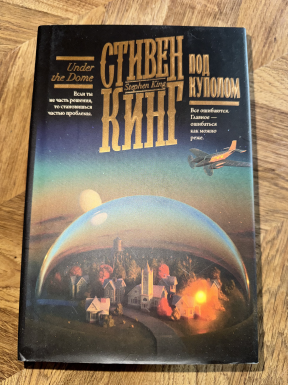 Under
the Dome
Если ты
не часть решения,
то становишься
частью проблемы.
СТИВЕН
Stephen King
КИНГ
ПОД
КУПОЛОМ
Все ошибаются.
Главное —
ошибаться
как можно
реже.